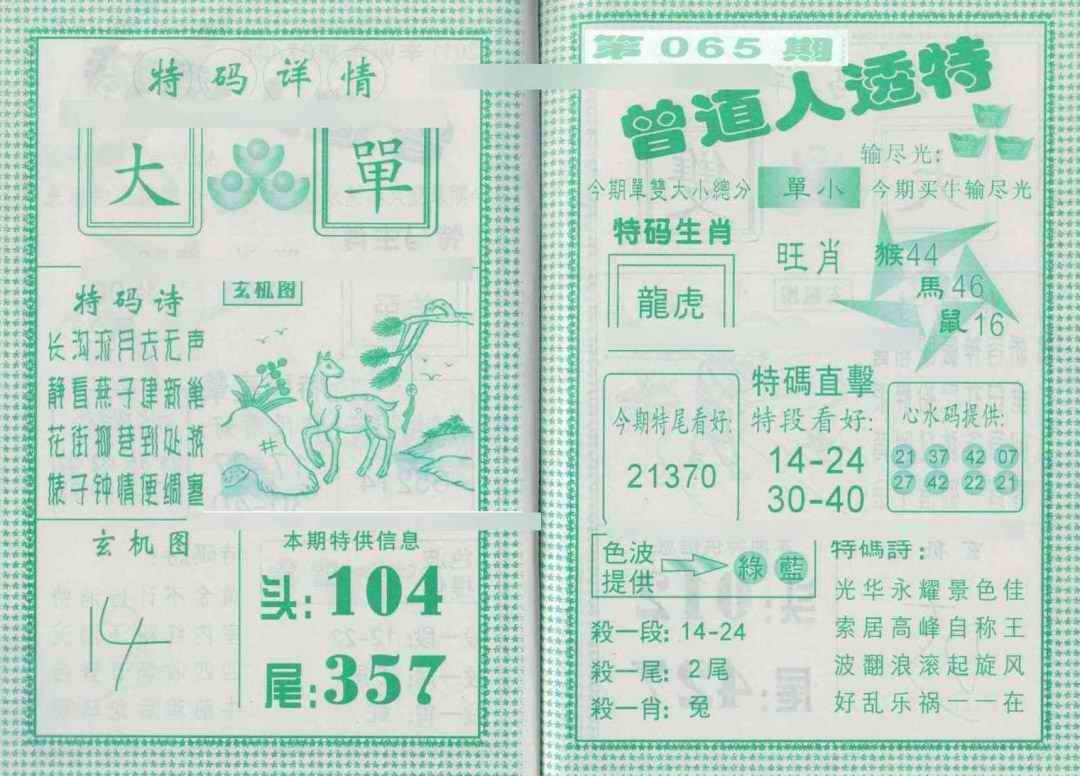 特码详情
大 單
特码诗
玄机图
长沟流月去无声
静看燕子建新巢
花街柳巷到处游
婊子钟情便绸塞
玄机图
14
本期特供信息
头:104
尾:357
第065期
曾道人透特
输尽光:
今期單雙大小總分 單小 今期买牛输尽光
特码生肖
龍虎
旺肖
猴44
馬46
鼠16
今期特尾看好:
21370
特碼直擊
特段看好:
14-24
30-40
心水码提供:
21 37 42 07
27 42 22 21
色波提供 綠 藍
殺一段: 14-24
殺一尾: 2尾
殺一肖: 兔
特碼詩:
光华永耀景色佳
索居高峰自称王
波翻浪滚起旋风
好乱乐祸一一在